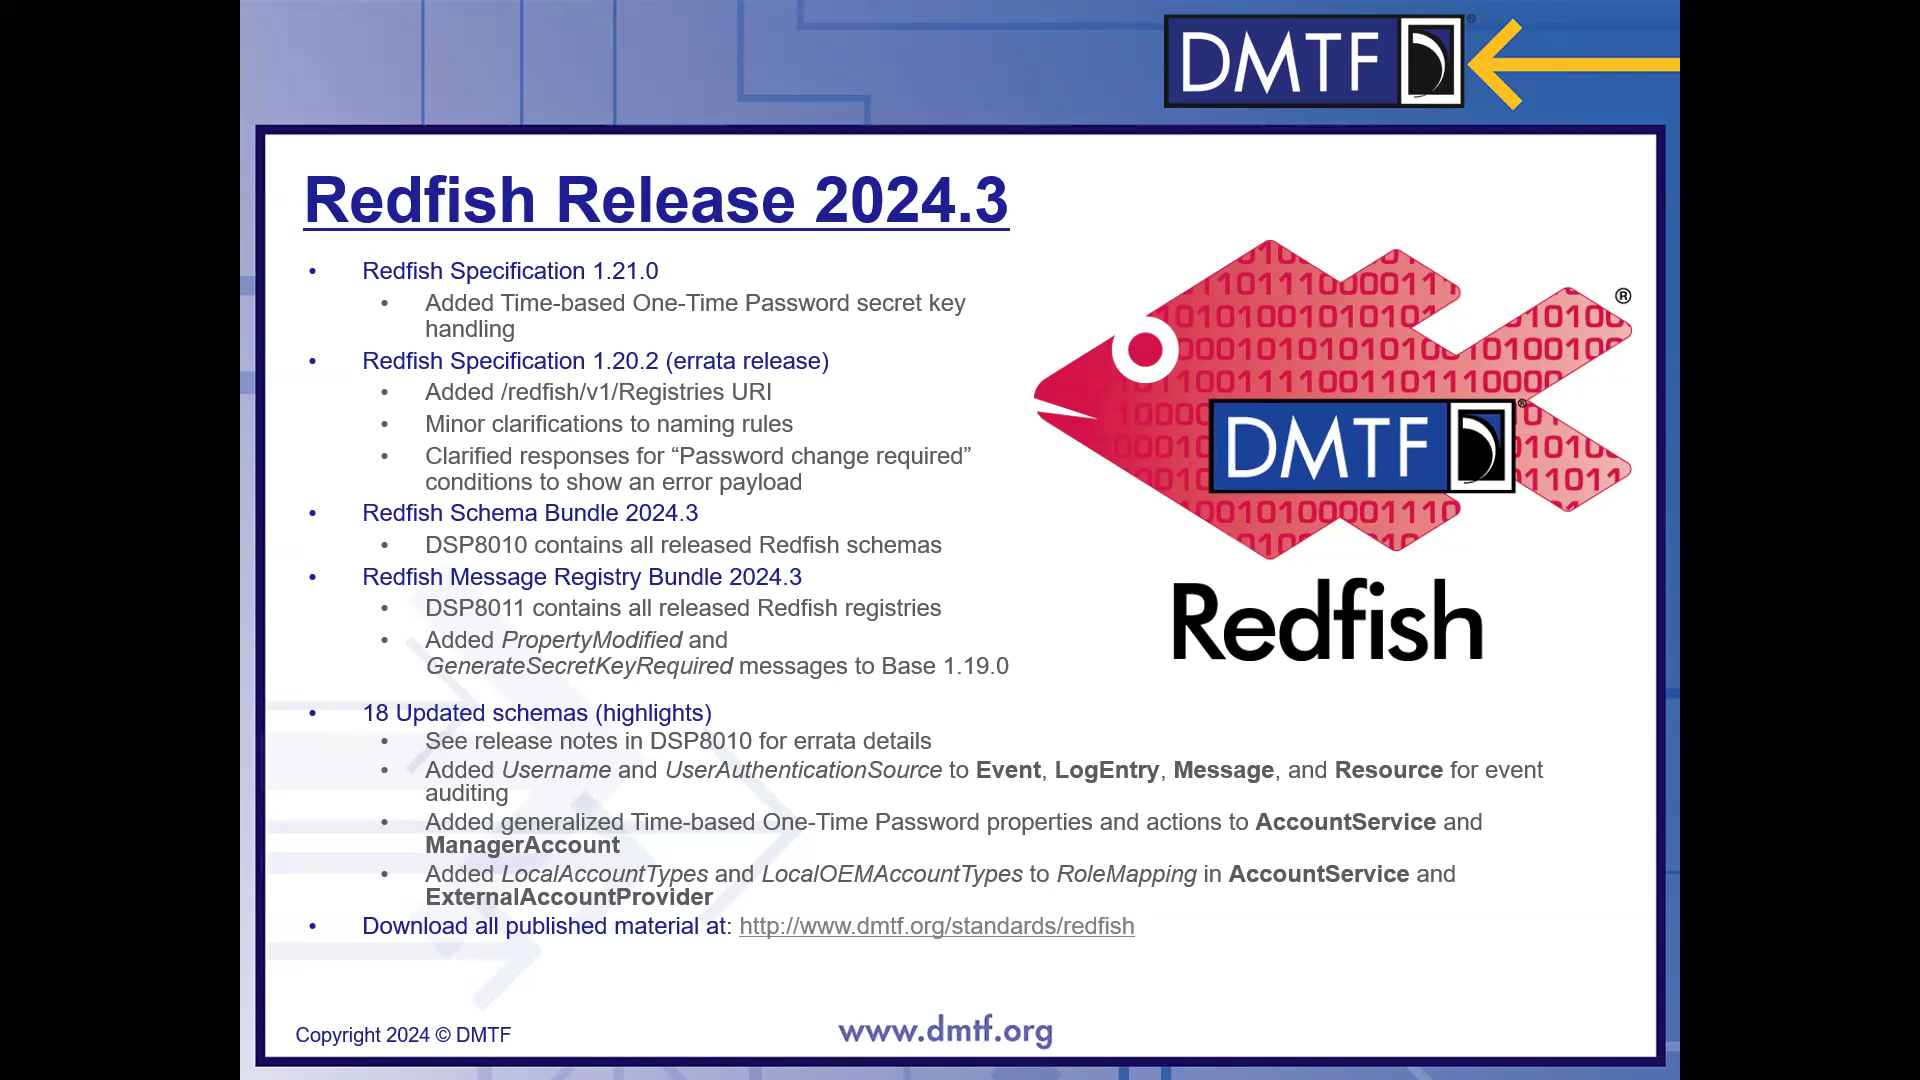 DMTF ®
Redfish Release 2024.3
• Redfish Specification 1.21.0
• Added Time-based One-Time Password secret key
handling
• Redfish Specification 1.20.2 (errata release)
• Added /redfish/v1/Registries URI
• Minor clarifications to naming rules
• Clarified responses for “Password change required”
conditions to show an error payload
• Redfish Schema Bundle 2024.3
• DSP8010 contains all released Redfish schemas
• Redfish Message Registry Bundle 2024.3
• DSP8011 contains all released Redfish registries
• Added PropertyModified and
GenerateSecretKeyRequired messages to Base 1.19.0
• 18 Updated schemas (highlights)
• See release notes in DSP8010 for errata details
• Added Username and UserAuthenticationSource to Event, LogEntry, Message, and Resource for event
auditing
• Added generalized Time-based One-Time Password properties and actions to AccountService and
ManagerAccount
• Added LocalAccountTypes and LocalOEMAccountTypes to RoleMapping in AccountService and
ExternalAccountProvider
• Download all published material at: http://www.dmtf.org/standards/redfish
®
DMTF ®
Redfish
Copyright 2024 © DMTF
www.dmtf.org